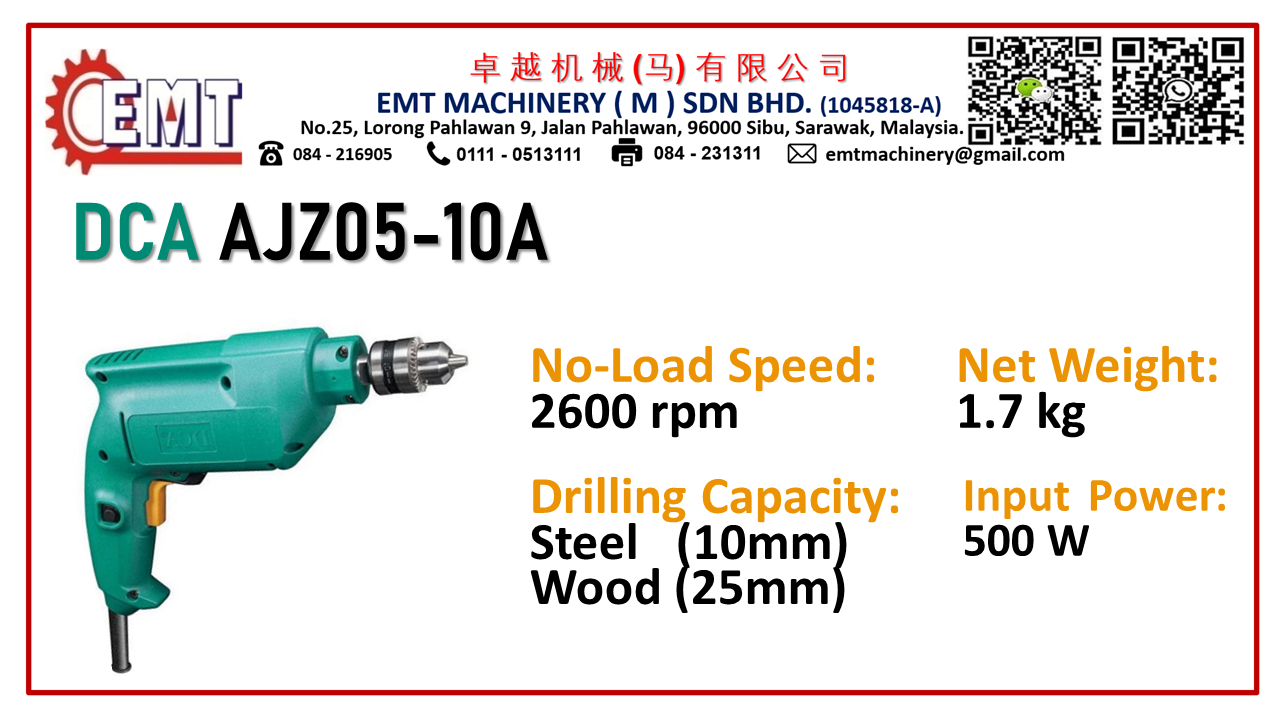 EMT
卓越机械(马)有限公司
EMT MACHINERY ( M ) SDN BHD. (1045818-A)
No.25, Lorong Pahlawan 9, Jalan Pahlawan, 96000 Sibu, Sarawak, Malaysia.
084 - 216905 0111 - 0513111 084 - 231311 emtmachinery@gmail.com
DCA AJZ05-10A
DCA
No-Load Speed:
2600 rpm
Net Weight:
1.7 kg
Drilling Capacity:
Steel (10mm)
Wood (25mm)
Input Power:
500 W